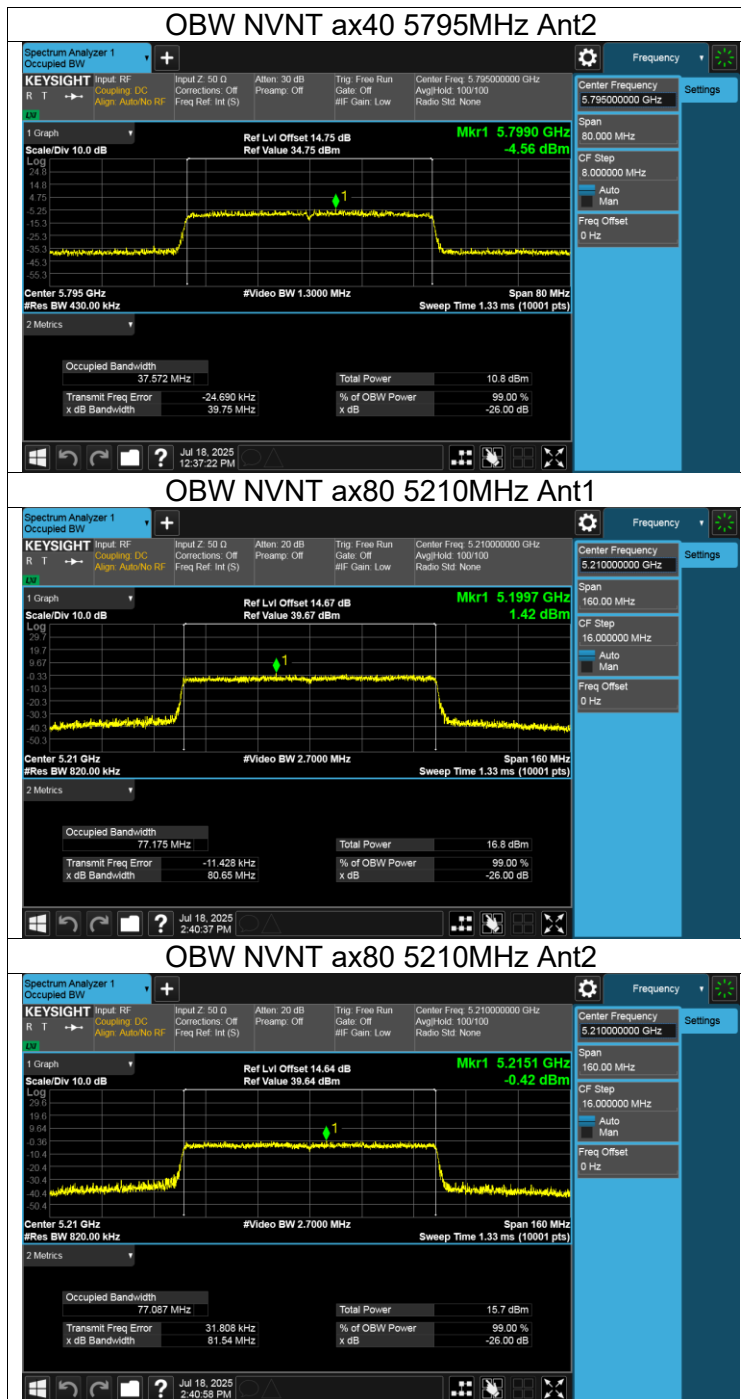 OBW NVNT ax40 5795MHz Ant2
Spectrum Analyzer 1
Occupied BW
Frequency
KEYSIGHT
R T
LXI
Input: RF
Coupling: DC
Align: Auto/No RF
Input Z: 50 Ω
Corrections: Off
Freq Ref: Int (S)
Atten: 30 dB
Preamp: Off
Trig: Free Run
Gate: Off
#IF Gain: Low
Center Freq: 5.795000000 GHz
Avg|Hold: 100/100
Radio Std: None
Center Frequency
5.795000000 GHz
Settings
Span
80.000 MHz
CF Step
8.000000 MHz
Auto
Man
Freq Offset
0 Hz
1 Graph
Scale/Div 10.0 dB
Ref Lvl Offset 14.75 dB
Ref Value 34.75 dBm
Mkr1 5.7990 GHz
-4.56 dBm
Log
24.8
14.8
4.75
-5.25
-15.3
-25.3
-35.3
-45.3
-55.3
1
Center 5.795 GHz
#Res BW 430.00 kHz
#Video BW 1.3000 MHz
Span 80 MHz
Sweep Time 1.33 ms (10001 pts)
2 Metrics
Occupied Bandwidth
37.572 MHz
Total Power 10.8 dBm
Transmit Freq Error -24.690 kHz
% of OBW Power 99.00 %
x dB Bandwidth 39.75 MHz
x dB -26.00 dB
?
Jul 18, 2025
12:37:22 PM
OBW NVNT ax80 5210MHz Ant1
Spectrum Analyzer 1
Occupied BW
Frequency
KEYSIGHT
R T
LXI
Input: RF
Coupling: DC
Align: Auto/No RF
Input Z: 50 Ω
Corrections: Off
Freq Ref: Int (S)
Atten: 20 dB
Preamp: Off
Trig: Free Run
Gate: Off
#IF Gain: Low
Center Freq: 5.210000000 GHz
Avg|Hold: 100/100
Radio Std: None
Center Frequency
5.210000000 GHz
Settings
Span
160.00 MHz
CF Step
16.000000 MHz
Auto
Man
Freq Offset
0 Hz
1 Graph
Scale/Div 10.0 dB
Ref Lvl Offset 14.67 dB
Ref Value 39.67 dBm
Mkr1 5.1997 GHz
1.42 dBm
Log
29.7
19.7
9.67
-0.33
-10.3
-20.3
-30.3
-40.3
-50.3
1
Center 5.21 GHz
#Res BW 820.00 kHz
#Video BW 2.7000 MHz
Span 160 MHz
Sweep Time 1.33 ms (10001 pts)
2 Metrics
Occupied Bandwidth
77.175 MHz
Total Power 16.8 dBm
Transmit Freq Error -11.428 kHz
% of OBW Power 99.00 %
x dB Bandwidth 80.65 MHz
x dB -26.00 dB
?
Jul 18, 2025
2:40:37 PM
OBW NVNT ax80 5210MHz Ant2
Spectrum Analyzer 1
Occupied BW
Frequency
KEYSIGHT
R T
LXI
Input: RF
Coupling: DC
Align: Auto/No RF
Input Z: 50 Ω
Corrections: Off
Freq Ref: Int (S)
Atten: 20 dB
Preamp: Off
Trig: Free Run
Gate: Off
#IF Gain: Low
Center Freq: 5.210000000 GHz
Avg|Hold: 100/100
Radio Std: None
Center Frequency
5.210000000 GHz
Settings
Span
160.00 MHz
CF Step
16.000000 MHz
Auto
Man
Freq Offset
0 Hz
1 Graph
Scale/Div 10.0 dB
Ref Lvl Offset 14.64 dB
Ref Value 39.64 dBm
Mkr1 5.2151 GHz
-0.42 dBm
Log
29.6
19.6
9.64
-0.36
-10.4
-20.4
-30.4
-40.4
-50.4
1
Center 5.21 GHz
#Res BW 820.00 kHz
#Video BW 2.7000 MHz
Span 160 MHz
Sweep Time 1.33 ms (10001 pts)
2 Metrics
Occupied Bandwidth
77.087 MHz
Total Power 15.7 dBm
Transmit Freq Error 31.808 kHz
% of OBW Power 99.00 %
x dB Bandwidth 81.54 MHz
x dB -26.00 dB
?
Jul 18, 2025
2:40:58 PM